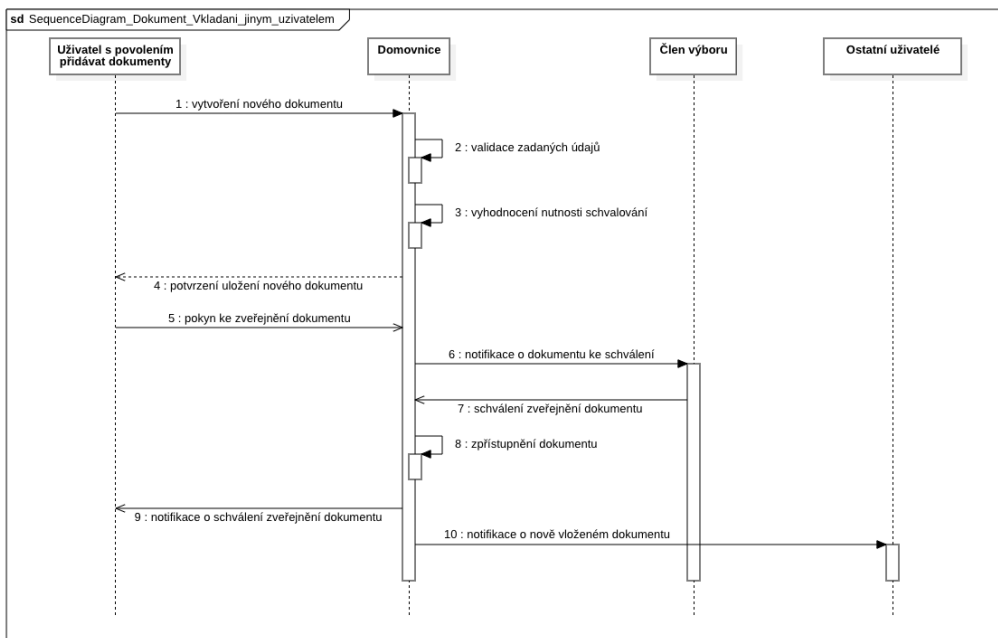 sd SequenceDiagram_Dokument_Vkladani_jinym_uzivatelem
Uživatel s povolením
přidávat dokumenty
Domovnice
Člen výboru
Ostatní uživatelé
1 : vytvoření nového dokumentu
2 : validace zadaných údajů
3 : vyhodnocení nutnosti schvalování
4 : potvrzení uložení nového dokumentu
5 : pokyn ke zveřejnění dokumentu
6 : notifikace o dokumentu ke schválení
7 : schválení zveřejnění dokumentu
8 : zpřístupnění dokumentu
9 : notifikace o schválení zveřejnění dokumentu
10 : notifikace o nově vloženém dokumentu